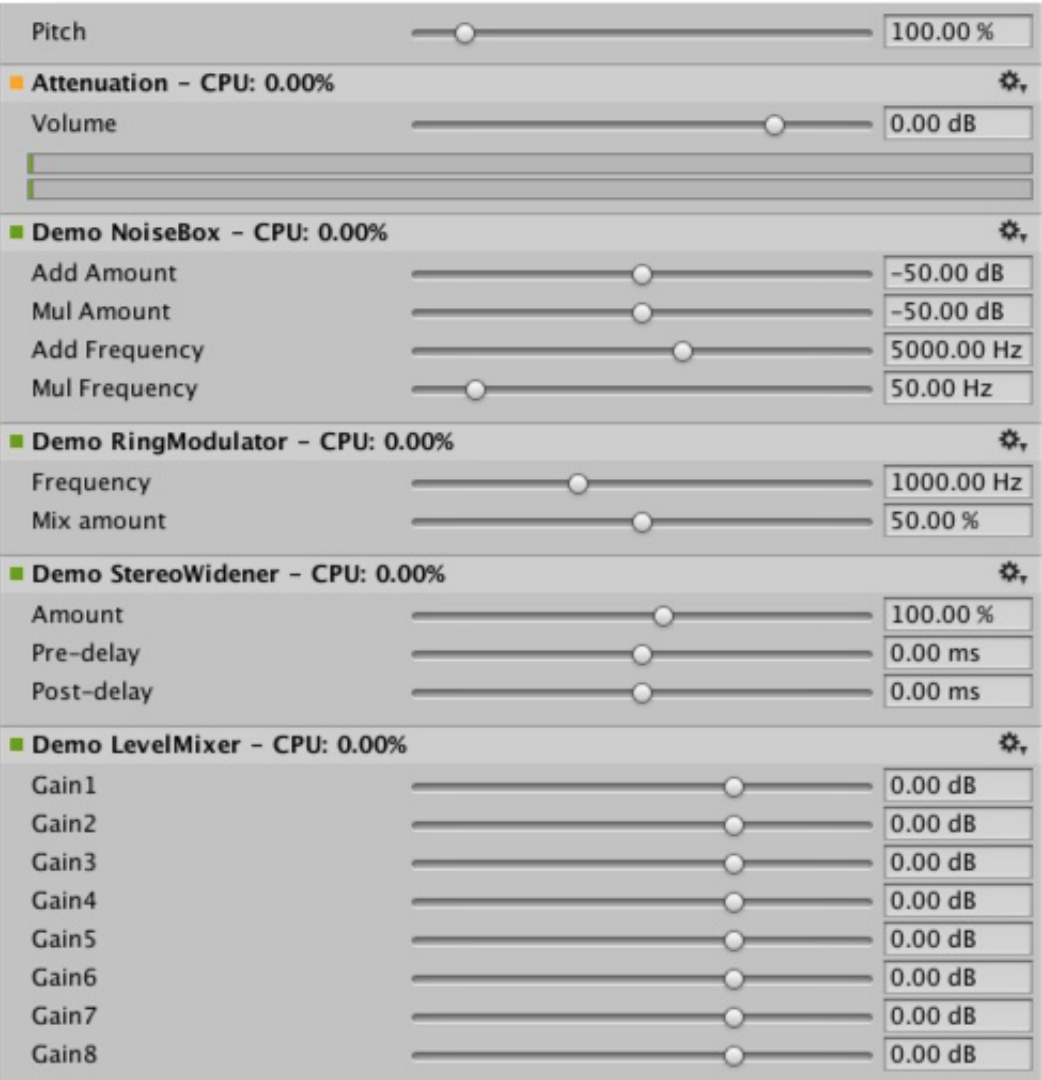 Pitch 100.00 %
Attenuation – CPU: 0.00%
Volume 0.00 dB
Demo NoiseBox – CPU: 0.00%
Add Amount -50.00 dB
Mul Amount -50.00 dB
Add Frequency 5000.00 Hz
Mul Frequency 50.00 Hz
Demo RingModulator – CPU: 0.00%
Frequency 1000.00 Hz
Mix amount 50.00 %
Demo StereoWidener – CPU: 0.00%
Amount 100.00 %
Pre-delay 0.00 ms
Post-delay 0.00 ms
Demo LevelMixer – CPU: 0.00%
Gain1 0.00 dB
Gain2 0.00 dB
Gain3 0.00 dB
Gain4 0.00 dB
Gain5 0.00 dB
Gain6 0.00 dB
Gain7 0.00 dB
Gain8 0.00 dB